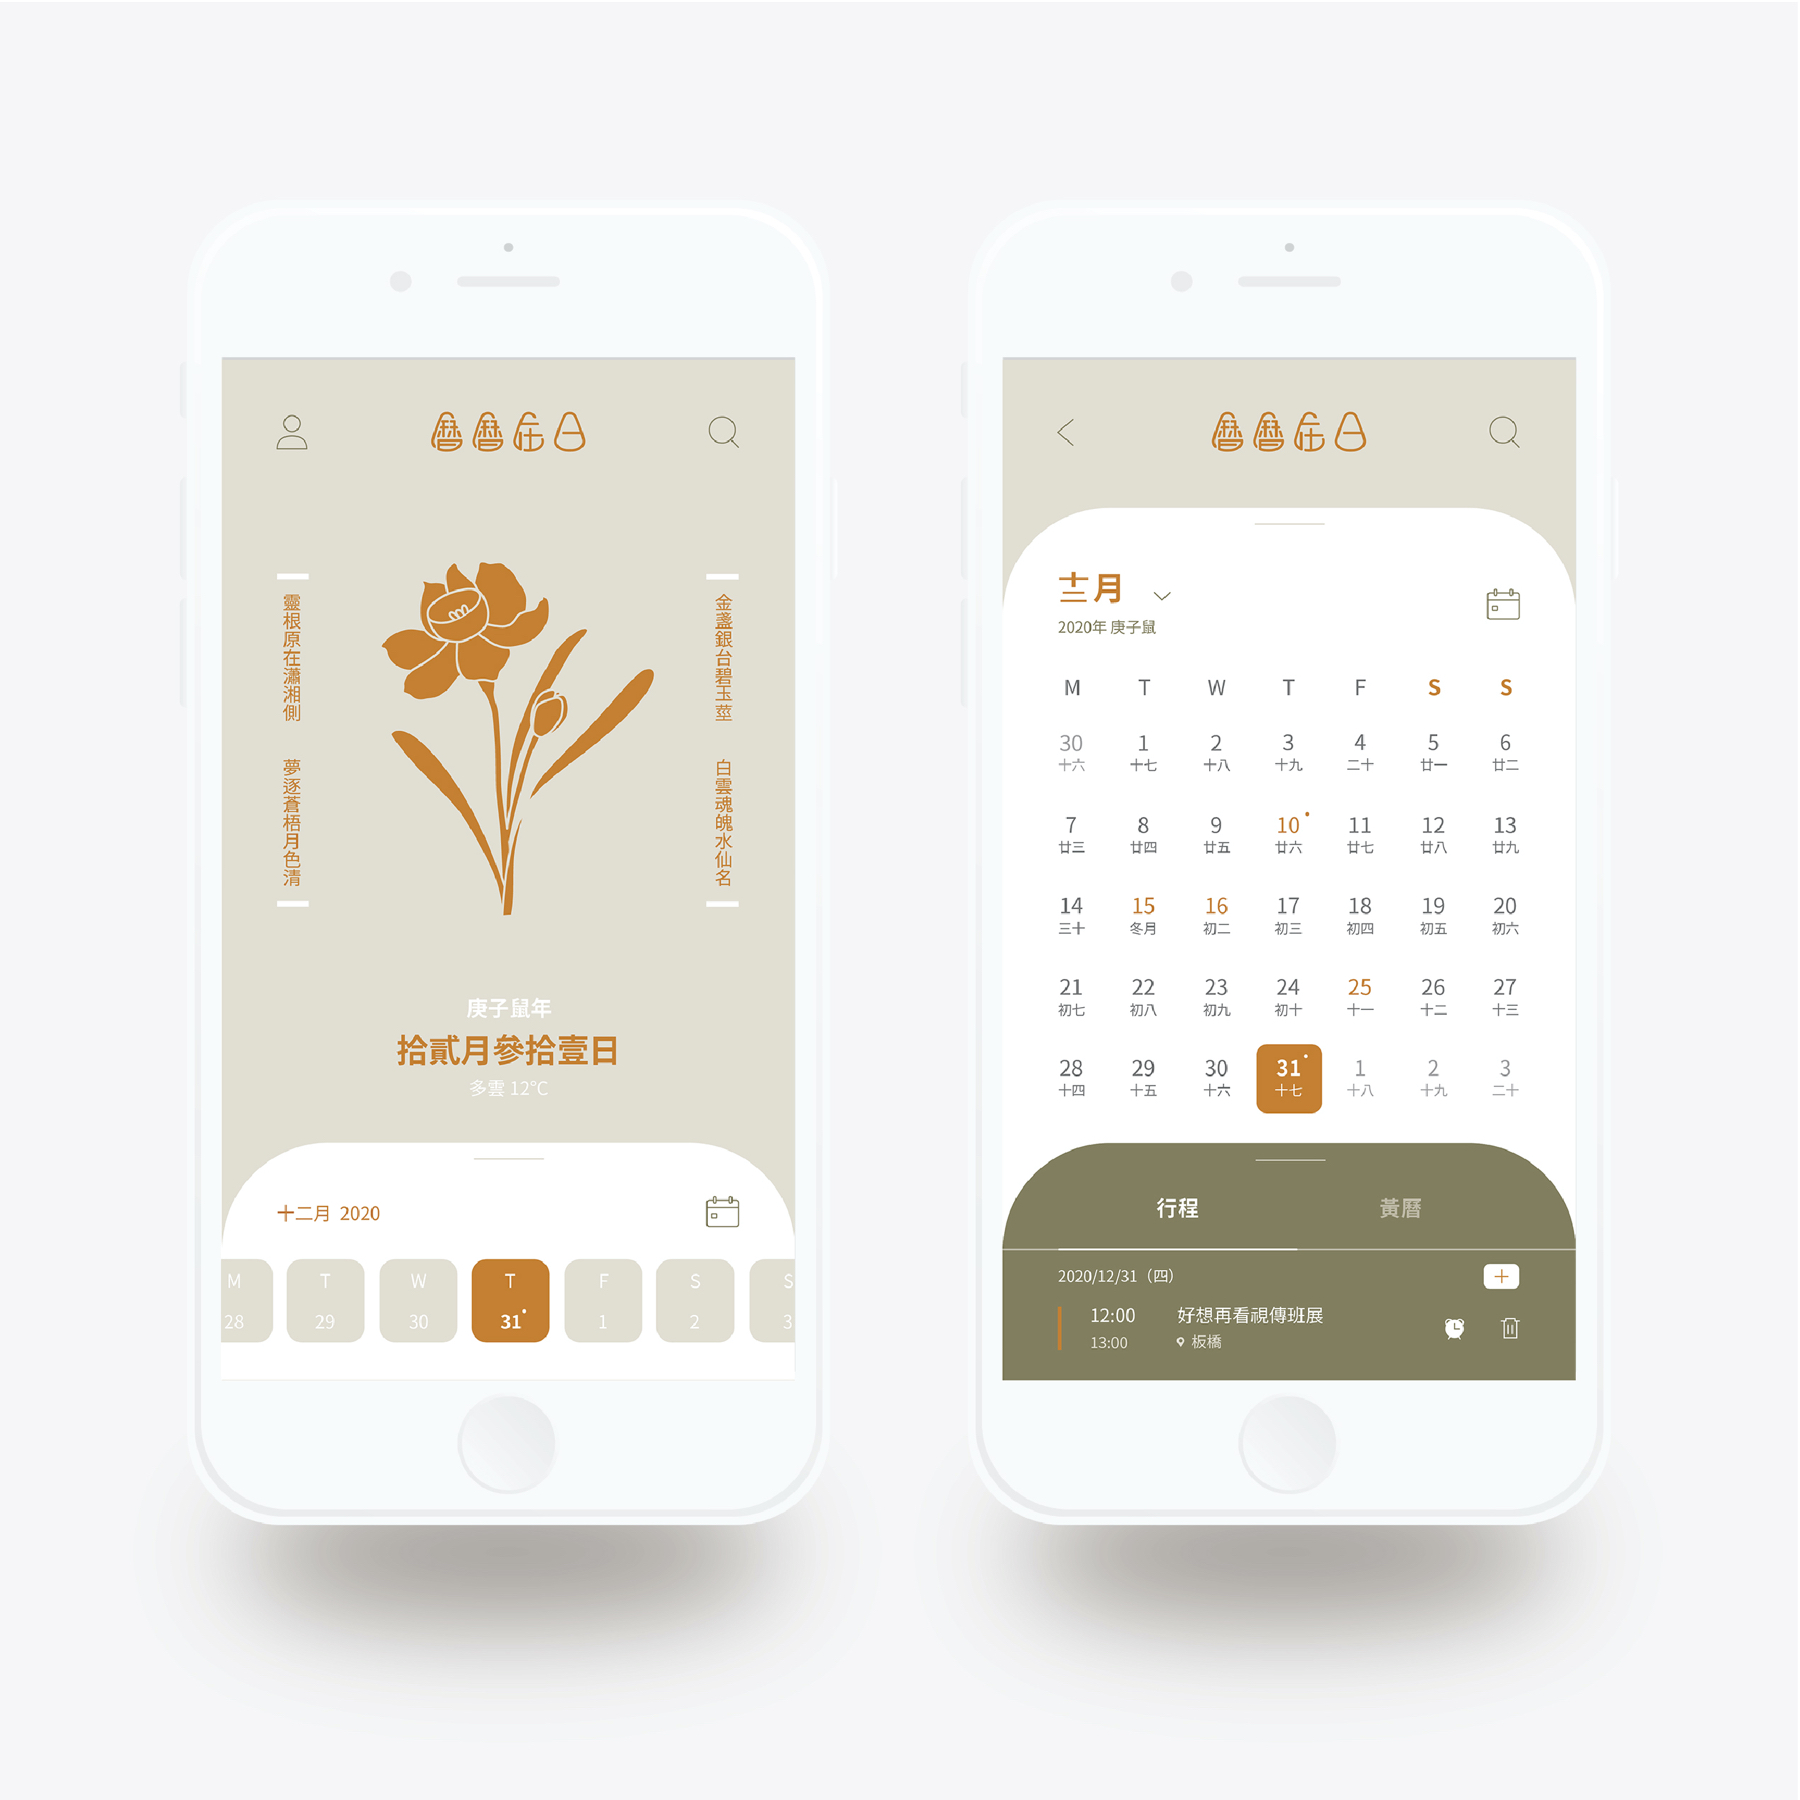 曆曆在日
金盞銀台碧玉莖
白雲魂魄水仙名
靈根原在瀟湘側
夢逐蒼梧月色清
庚子鼠年
拾貳月參拾壹日
多雲 12°C
十二月 2020
M T W T F S S
28 29 30 31 1 2 3
曆曆在日
十二月
2020年 庚子鼠
M T W T F S S
30 1 2 3 4 5 6
十六 十七 十八 十九 二十 廿一 廿二
7 8 9 10 11 12 13
廿三 廿四 廿五 廿六 廿七 廿八 廿九
14 15 16 17 18 19 20
三十 冬月 初二 初三 初四 初五 初六
21 22 23 24 25 26 27
初七 初八 初九 初十 十一 十二 十三
28 29 30 31 1 2 3
十四 十五 十六 十七 十八 十九 二十
行程 黃曆
2020/12/31（四）
12:00 好想再看視傳班展
13:00 板橋